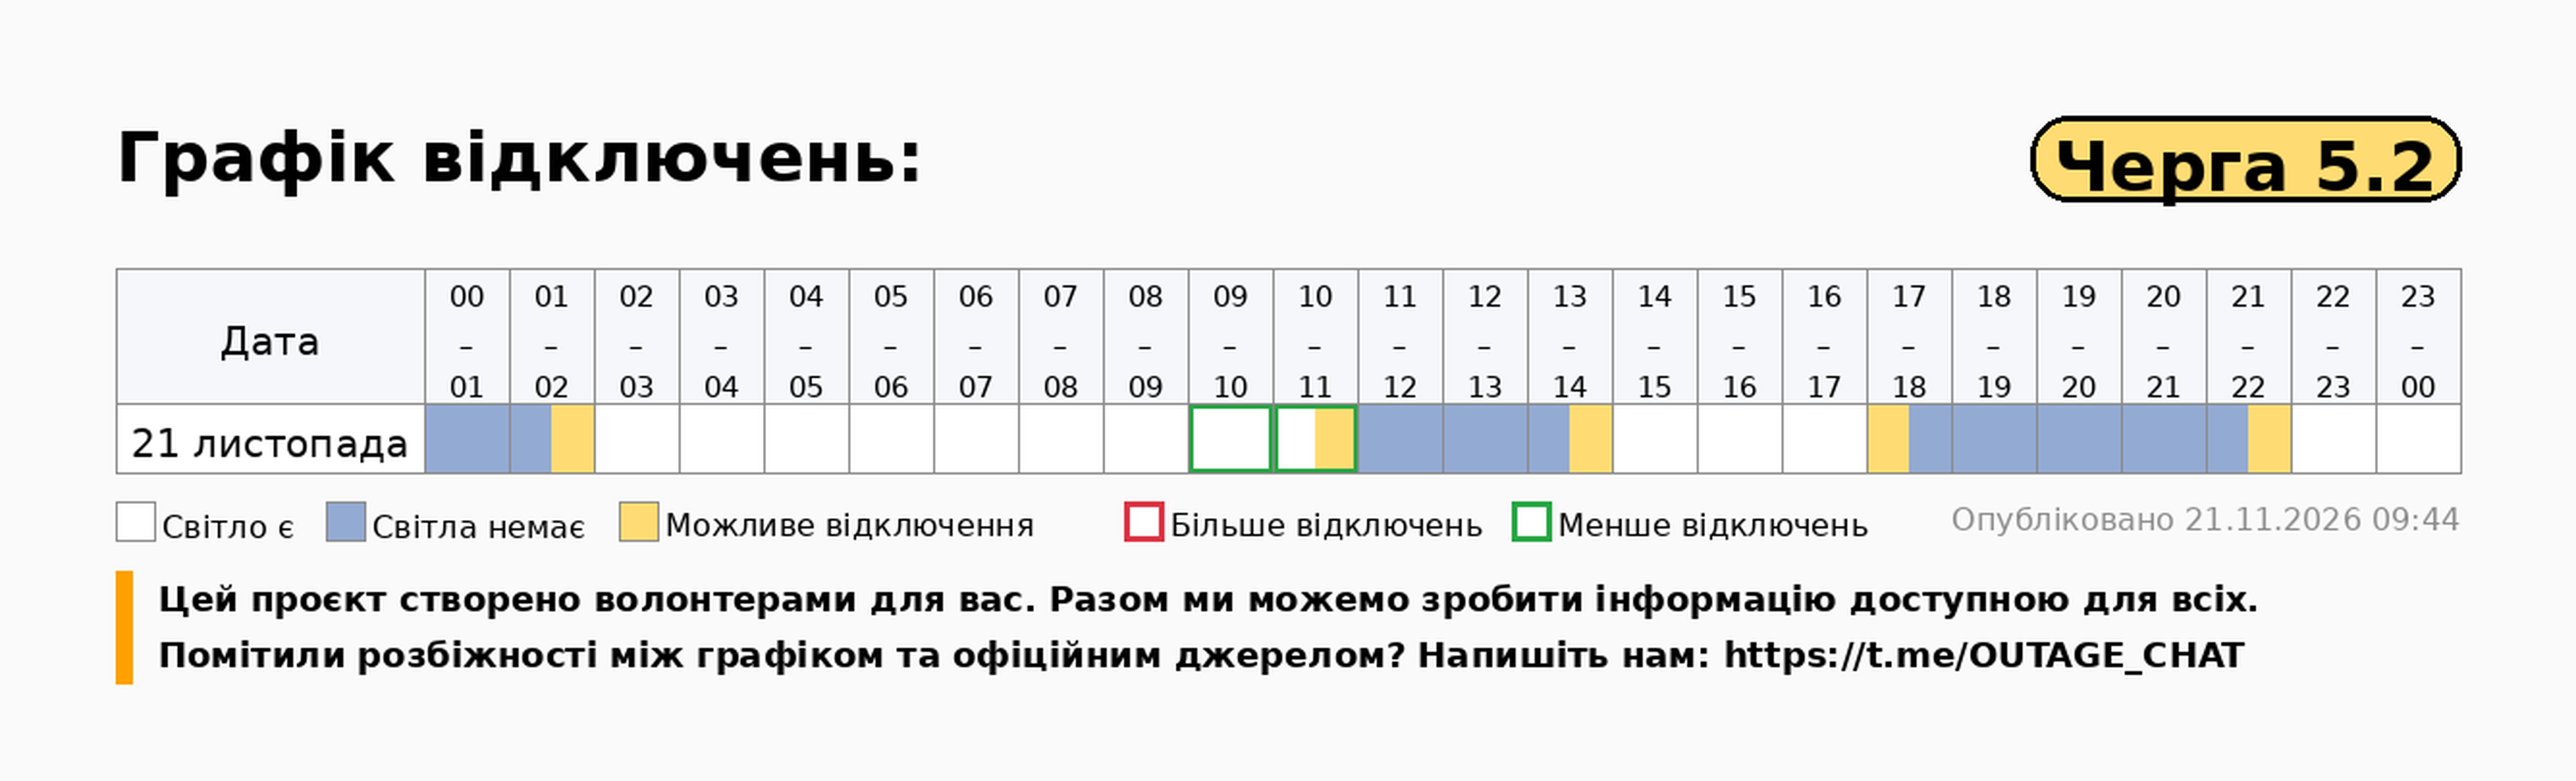 Графік відключень:
Черга 5.2
Дата
00 – 01
01 – 02
02 – 03
03 – 04
04 – 05
05 – 06
06 – 07
07 – 08
08 – 09
09 – 10
10 – 11
11 – 12
12 – 13
13 – 14
14 – 15
15 – 16
16 – 17
17 – 18
18 – 19
19 – 20
20 – 21
21 – 22
22 – 23
23 – 00
21 листопада
Світло є
Світла немає
Можливе відключення
Більше відключень
Менше відключень
Опубліковано 21.11.2026 09:44
Цей проєкт створено волонтерами для вас. Разом ми можемо зробити інформацію доступною для всіх.
Помітили розбіжності між графіком та офіційним джерелом? Напишіть нам: https://t.me/OUTAGE_CHAT